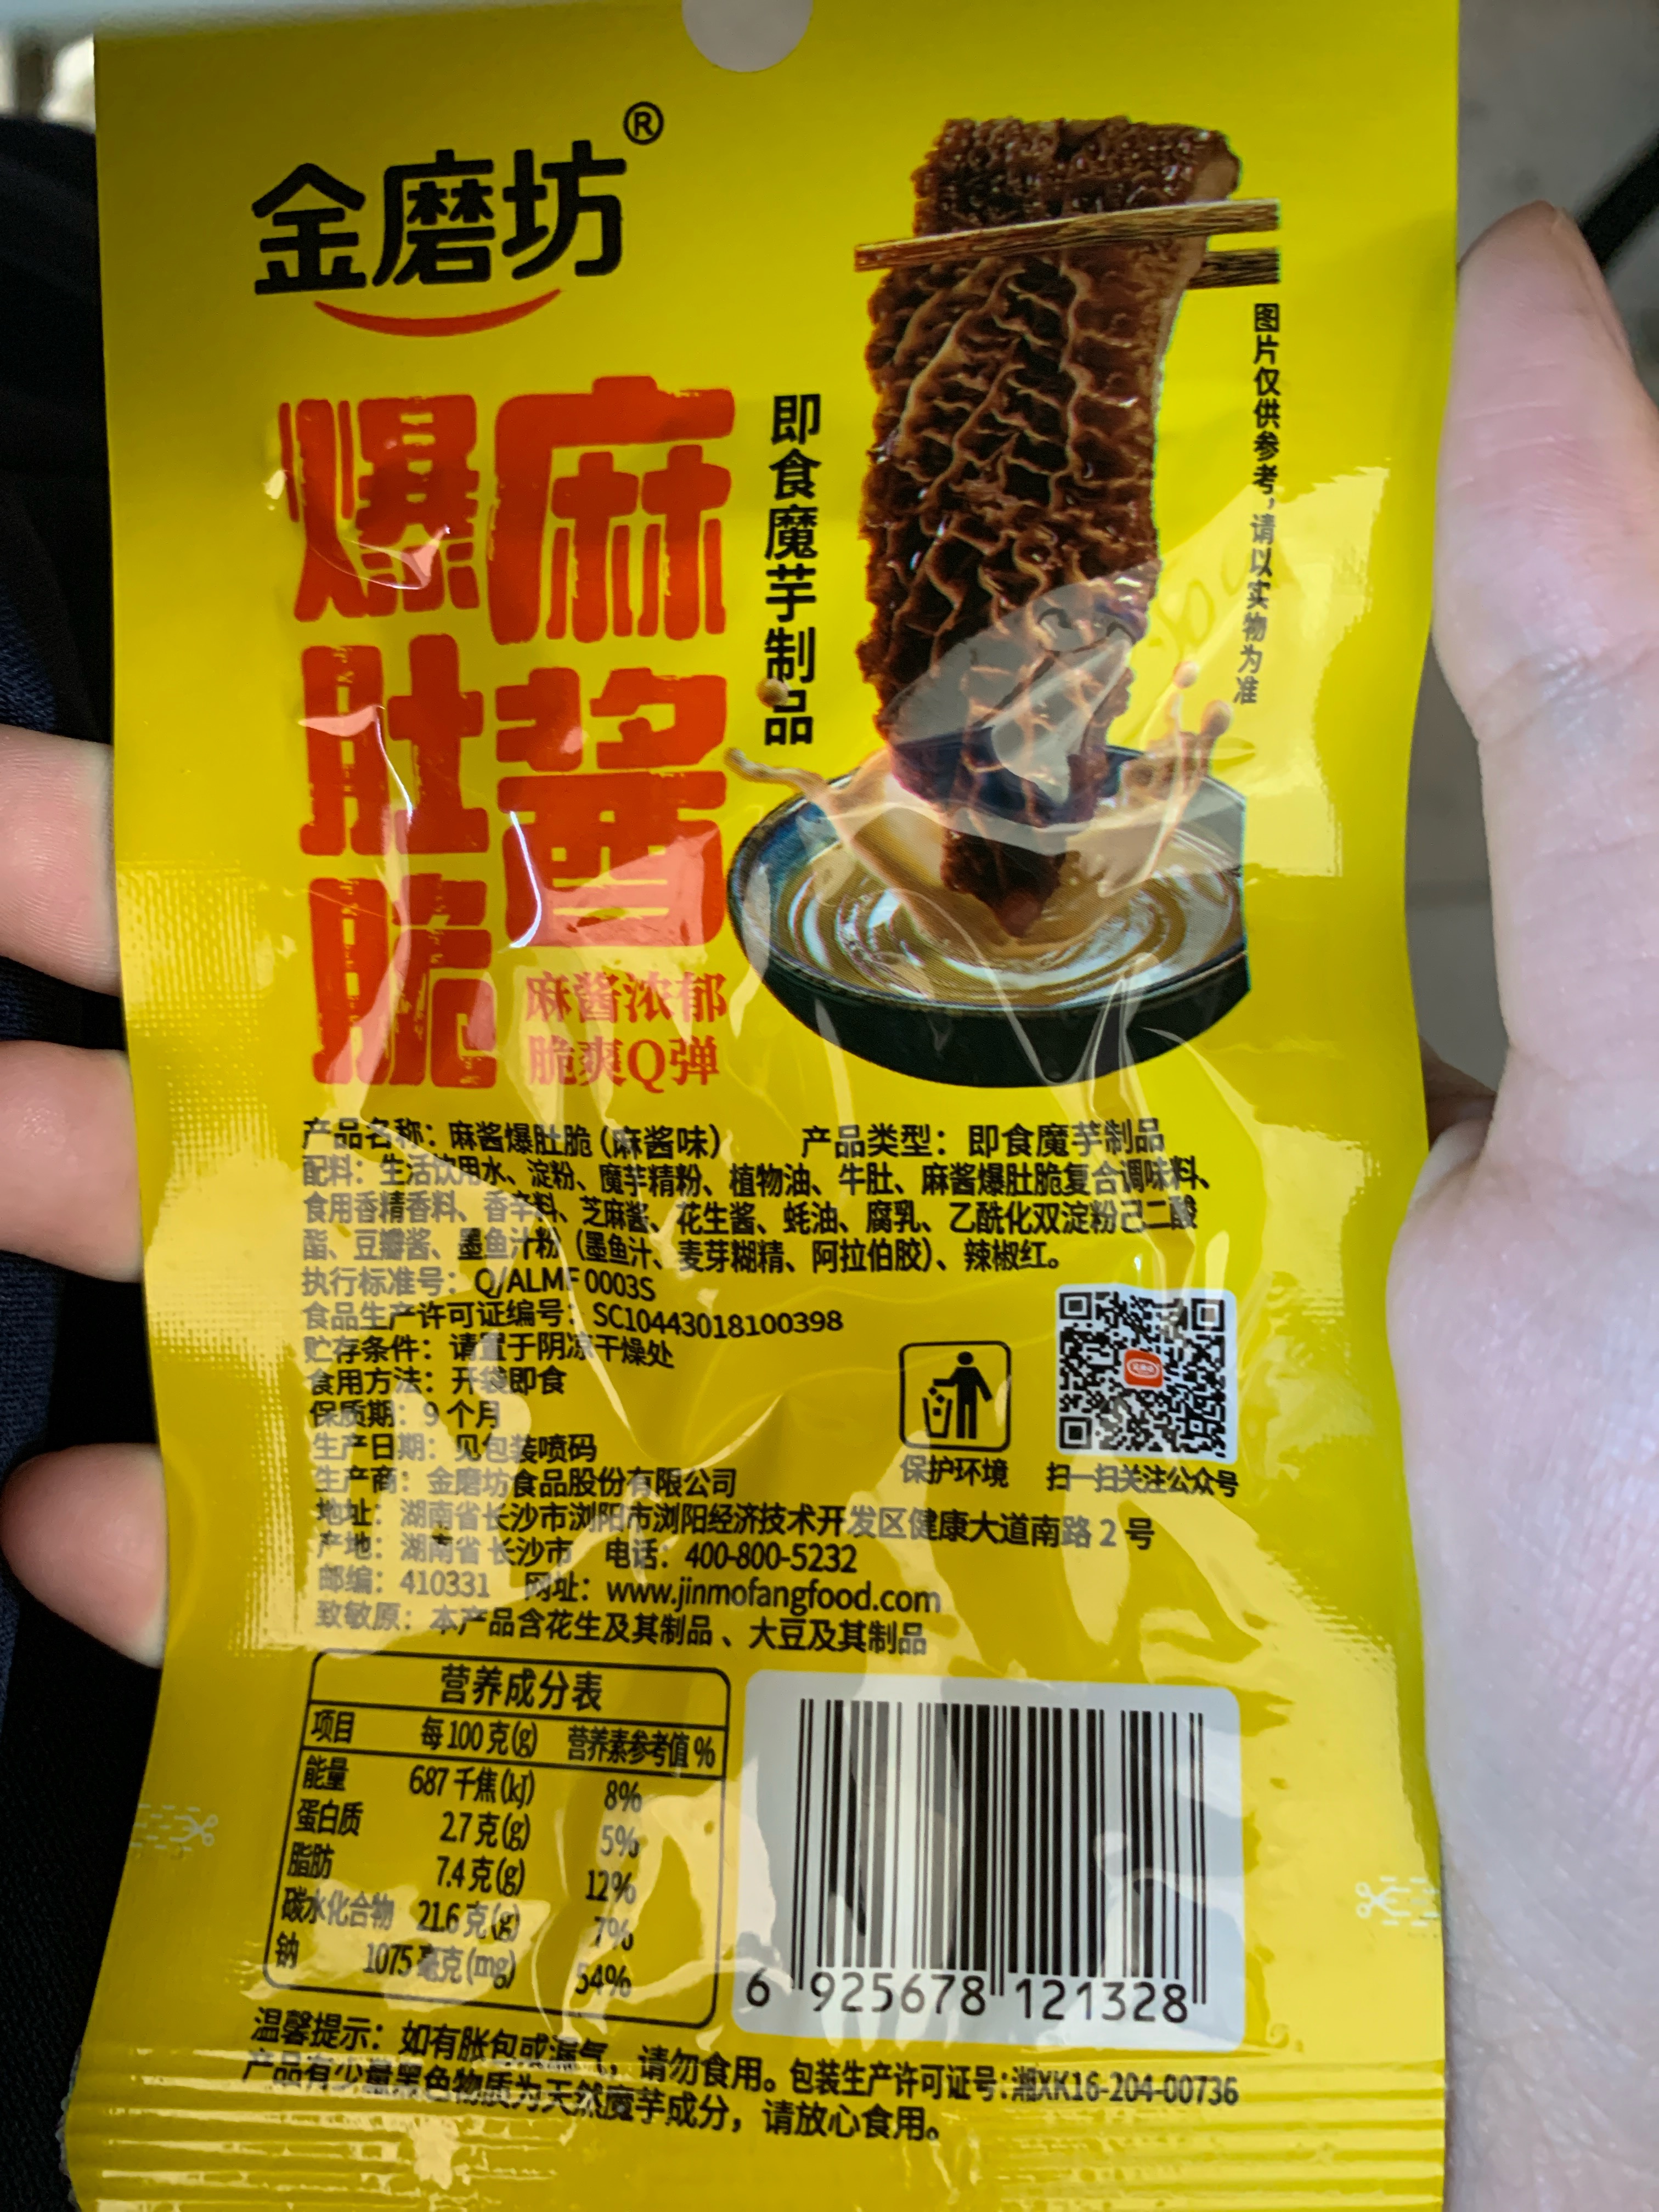 金磨坊®
麻酱
爆肚脆
即食魔芋制品
图片仅供参考,请以实物为准
麻酱浓郁
脆爽Q弹
产品名称：麻酱爆肚脆（麻酱味） 产品类型：即食魔芋制品
配料：生活饮用水、淀粉、魔芋精粉、植物油、牛肚、麻酱爆肚脆复合调味料、
食用香精香料、香辛料、芝麻酱、花生酱、蚝油、腐乳、乙酰化双淀粉己二酸
酯、豆瓣酱、墨鱼汁粉（墨鱼汁、麦芽糊精、阿拉伯胶）、辣椒红。
执行标准号：Q/ALMF 0003S
食品生产许可证编号：SC10443018100398
贮存条件：请置于阴凉干燥处
食用方法：开袋即食
保质期：9个月
生产日期：见包装喷码
生产商：金磨坊食品股份有限公司
地址：湖南省长沙市浏阳市浏阳经济技术开发区健康大道南路2号
产地：湖南省 长沙市 电话：400-800-5232
邮编：410331 网址：www.jinmofangfood.com
致敏原：本产品含花生及其制品、大豆及其制品
保护环境
扫一扫关注公众号
营养成分表
项目 每100克(g) 营养素参考值%
能量 687千焦(kJ) 8%
蛋白质 2.7克(g) 5%
脂肪 7.4克(g) 12%
碳水化合物 21.6克(g) 7%
钠 1075毫克(mg) 54%
6 925678 121328
温馨提示：如有胀包或漏气，请勿食用。包装生产许可证号：湘XK16-204-00736
产品有少量黑色物质为天然魔芋成分，请放心食用。